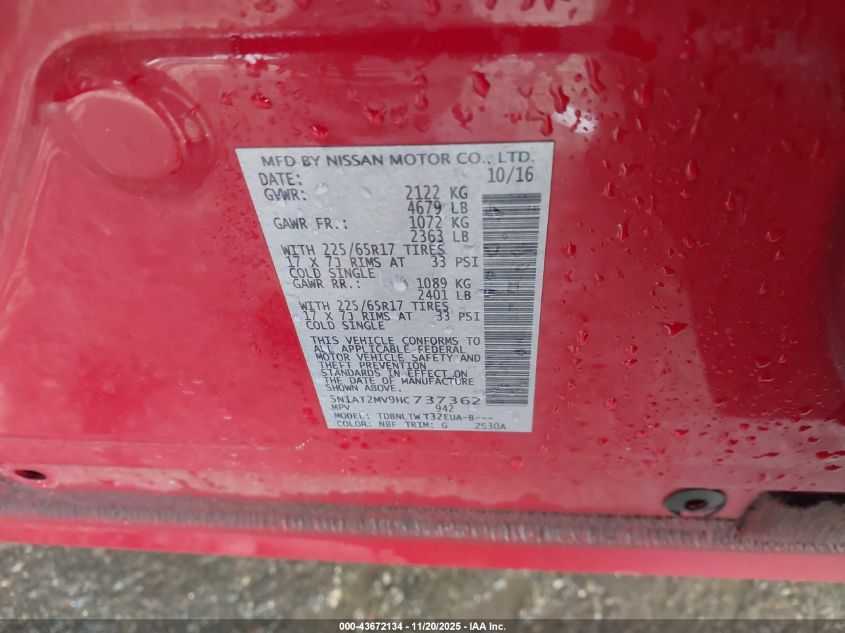 MFD BY NISSAN MOTOR CO., LTD.
DATE: 10/16
GVWR: 2122 KG
4679 LB
GAWR FR.: 1072 KG
2363 LB
WITH 225/65R17 TIRES
17 X 7J RIMS AT 33 PSI
COLD SINGLE
GAWR RR.: 1089 KG
2401 LB
WITH 225/65R17 TIRES
17 X 7J RIMS AT 33 PSI
COLD SINGLE
THIS VEHICLE CONFORMS TO
ALL APPLICABLE FEDERAL
MOTOR VEHICLE SAFETY AND
THEFT PREVENTION
STANDARDS IN EFFECT ON
THE DATE OF MANUFACTURE
SHOWN ABOVE.
5N1AT2MV9HC737362
MPV 942
MODEL: TDBNLTWT32EUA-B---
COLOR: NBF TRIM: G 2S30A
000-43672134 - 11/20/2025 - IAA Inc.